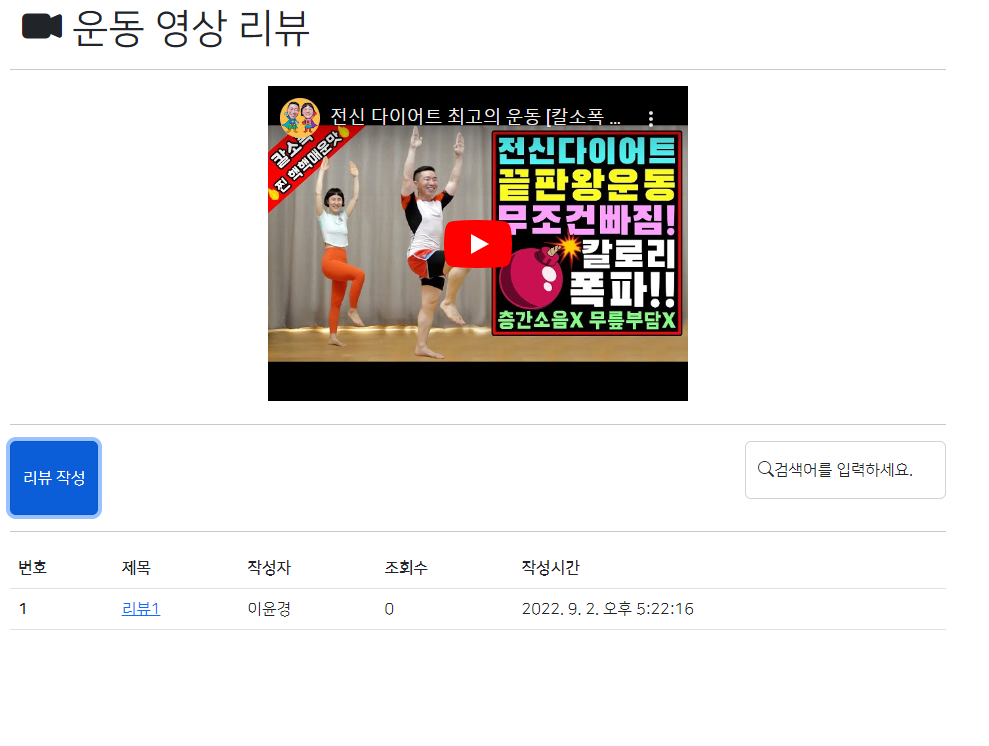 운동 영상 리뷰
전신 다이어트 최고의 운동 [칼소폭 ...
칼소폭
전 핵핵매운맛
전신다이어트
끝판왕운동
무조건빠짐!
칼로리
폭파!!
층간소음X 무릎부담X
리뷰 작성
검색어를 입력하세요.
번호 제목 작성자 조회수 작성시간
1 리뷰1 이윤경 0 2022. 9. 2. 오후 5:22:16